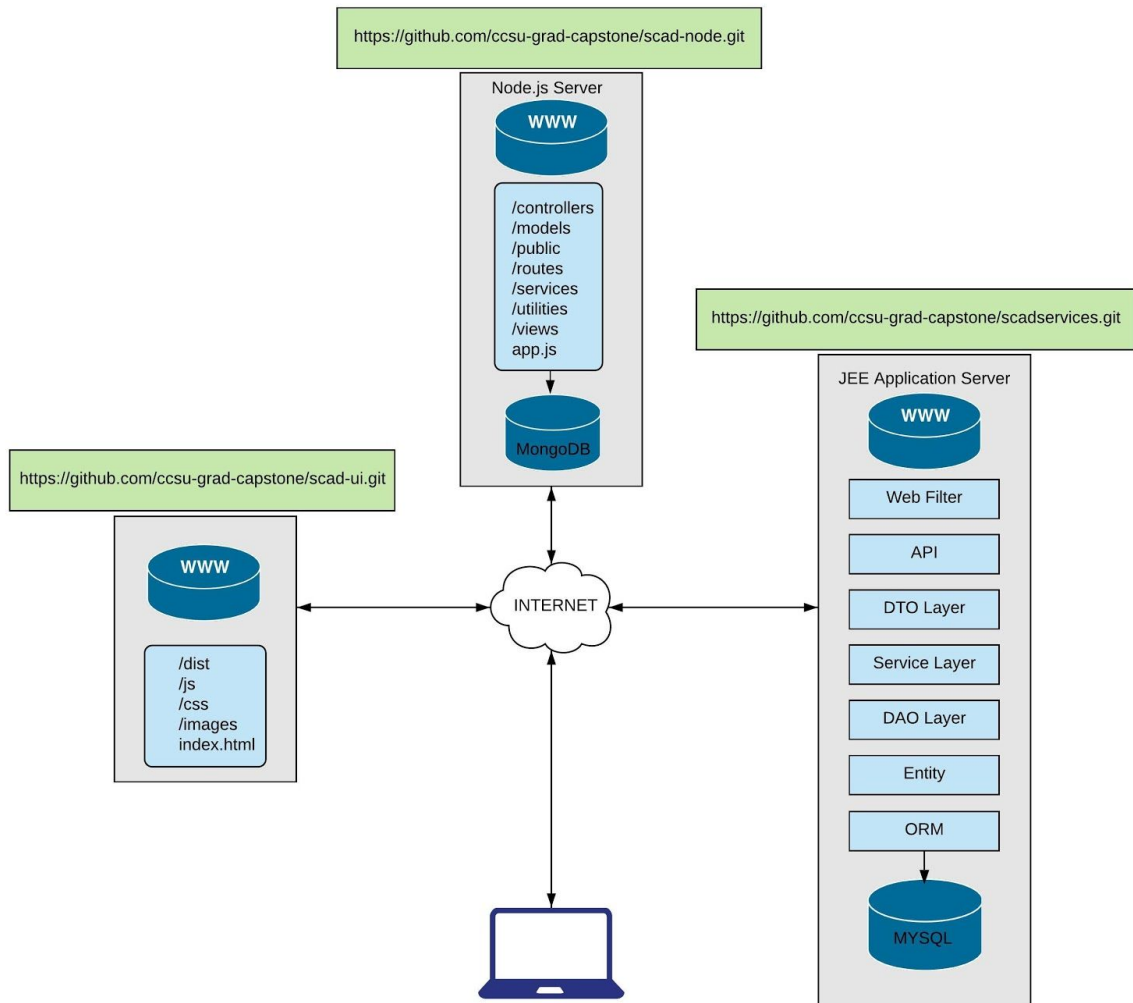 https://github.com/ccsu-grad-capstone/scad-node.git
Node.js Server
WWW
/controllers
/models
/public
/routes
/services
/utilities
/views
app.js
MongoDB
https://github.com/ccsu-grad-capstone/scadservices.git
JEE Application Server
WWW
Web Filter
API
DTO Layer
Service Layer
DAO Layer
Entity
ORM
MYSQL
https://github.com/ccsu-grad-capstone/scad-ui.git
WWW
/dist
/js
/css
/images
index.html
INTERNET